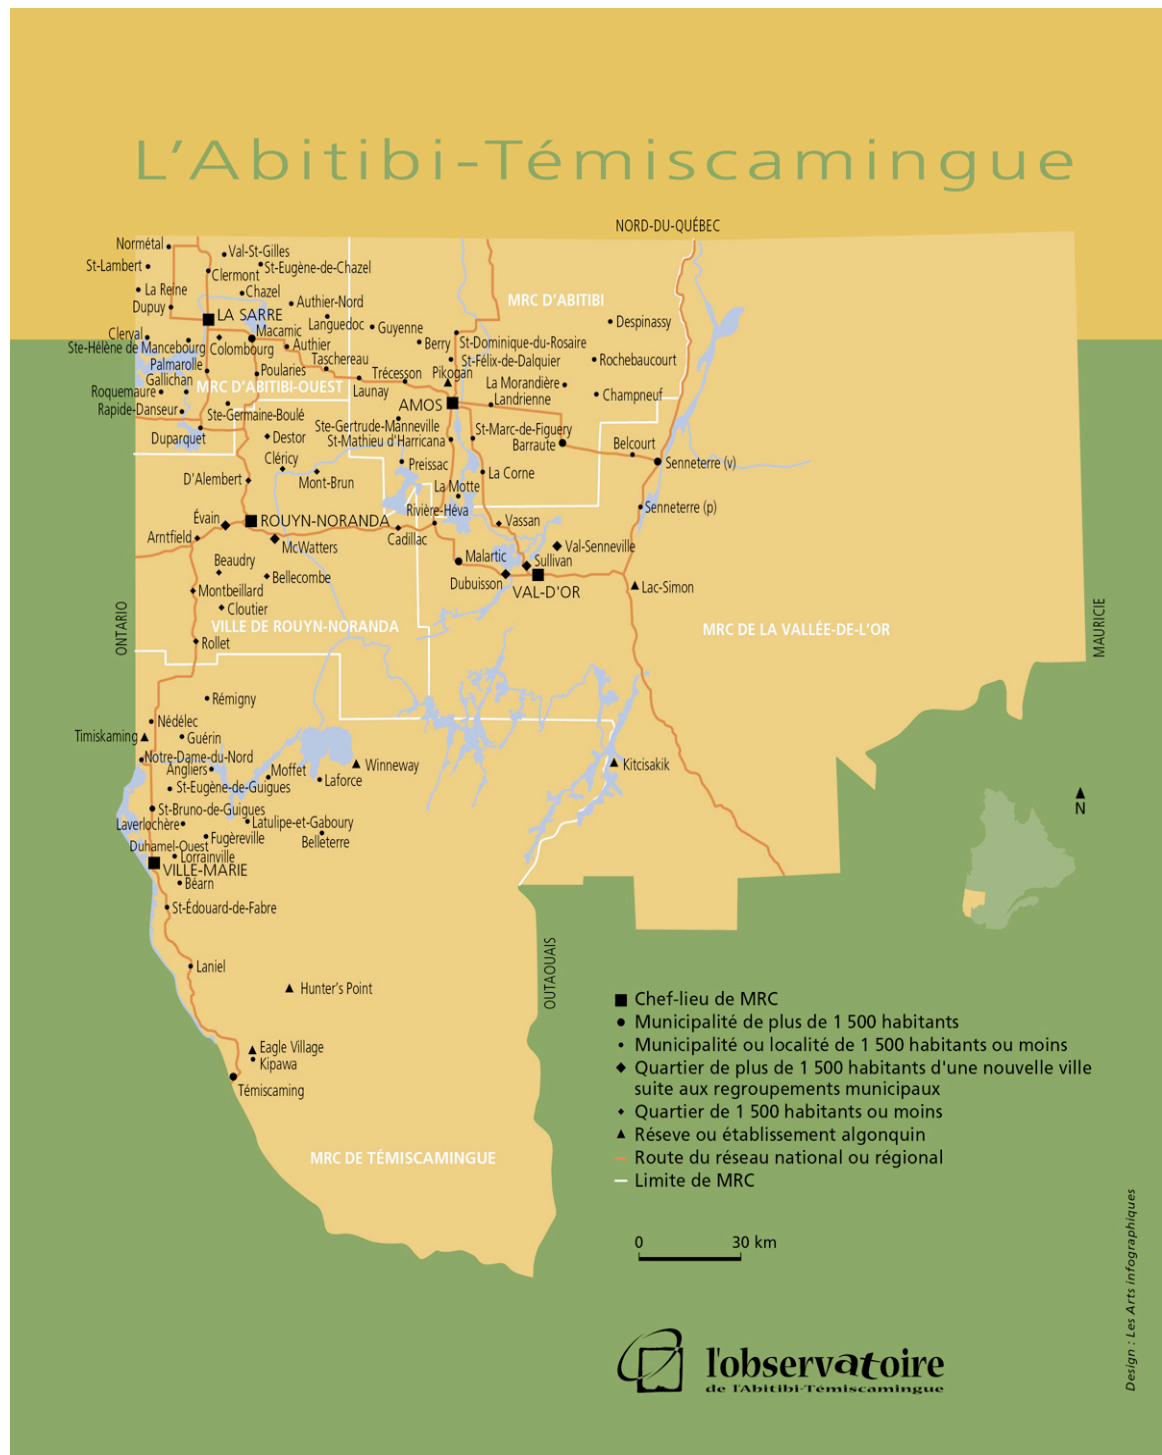 L'Abitibi-Témiscamingue
NORD-DU-QUÉBEC
Normétal
Val-St-Gilles
St-Lambert
St-Eugène-de-Chazel
Clermont
La Reine
Chazel
Authier-Nord
MRC D'ABITIBI
Dupuy
LA SARRE
Languedoc
Guyenne
Despinassy
Clerval
Macamic
Ste-Hélène de Mancebourg
Colombourg
Authier
Berry
St-Dominique-du-Rosaire
Palmarolle
Poularies
Taschereau
St-Félix-de-Dalquier
Rochebaucourt
Gallichan
MRC D'ABITIBI-OUEST
Trécesson
Pikogan
La Morandière
Roquemaure
Launay
Landrienne
Champneuf
Rapide-Danseur
Ste-Germaine-Boulé
AMOS
Ste-Gertrude-Manneville
St-Marc-de-Figuery
Duparquet
Destor
St-Mathieu d'Harricana
Barraute
Belcourt
Cléricy
Preissac
Senneterre (v)
D'Alembert
Mont-Brun
La Corne
La Motte
Senneterre (p)
Évain
ROUYN-NORANDA
Rivière-Héva
Vassan
Arntfield
McWatters
Cadillac
Val-Senneville
Beaudry
Malartic
Sullivan
Bellecombe
Dubuisson
VAL-D'OR
Lac-Simon
Montbeillard
Cloutier
ONTARIO
VILLE DE ROUYN-NORANDA
MRC DE LA VALLÉE-DE-L'OR
MAURICIE
Rollet
Rémigny
Nédélec
Timiskaming
Guérin
Notre-Dame-du-Nord
Angliers
Moffet
Winneway
Kitcisakik
St-Eugène-de-Guigues
Laforce
N
St-Bruno-de-Guigues
Laverlochère
Latulipe-et-Gaboury
Fugèreville
Belleterre
Duhamel-Ouest
Lorrainville
VILLE-MARIE
Béarn
St-Édouard-de-Fabre
Laniel
OUTAOUAIS
Hunter's Point
Eagle Village
Kipawa
Témiscaming
MRC DE TÉMISCAMINGUE
Chef-lieu de MRC
Municipalité de plus de 1 500 habitants
Municipalité ou localité de 1 500 habitants ou moins
Quartier de plus de 1 500 habitants d'une nouvelle ville
suite aux regroupements municipaux
Quartier de 1 500 habitants ou moins
Réseve ou établissement algonquin
Route du réseau national ou régional
Limite de MRC
0 30 km
l'observatoire
de l'Abitibi-Témiscamingue
Design : Les Arts infographiques